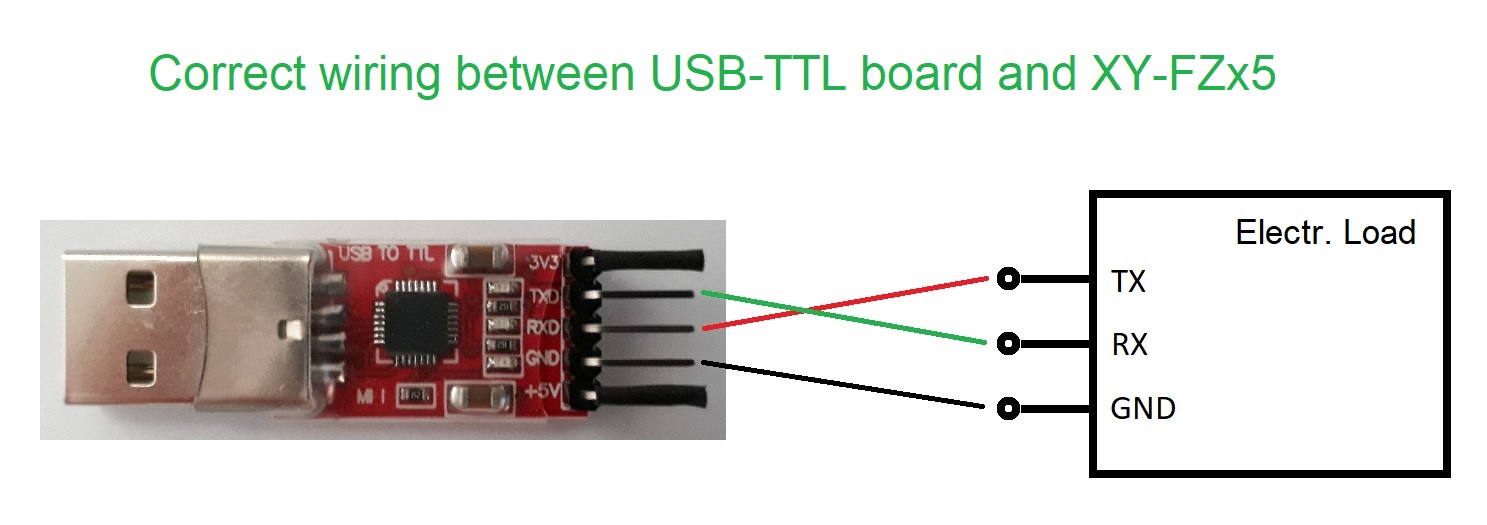 Correct wiring between USB-TTL board and XY-FZx5
USB TO TTL
3V3
TXD
RXD
GND
+5V
Electr. Load
TX
RX
GND